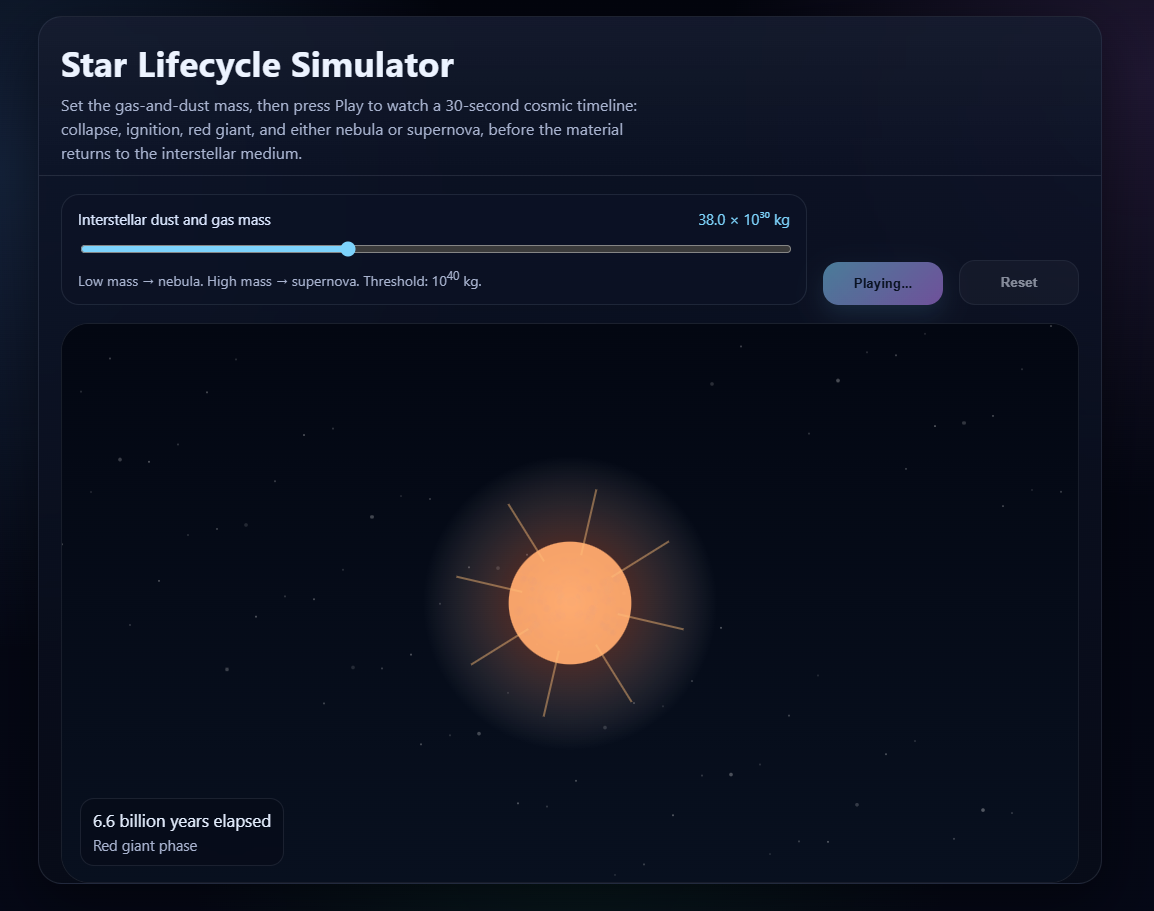 Star Lifecycle Simulator
Set the gas-and-dust mass, then press Play to watch a 30-second cosmic timeline:
collapse, ignition, red giant, and either nebula or supernova, before the material
returns to the interstellar medium.
Interstellar dust and gas mass
38.0 × 10³⁰ kg
Low mass → nebula. High mass → supernova. Threshold: 10⁴⁰ kg.
Playing...
Reset
6.6 billion years elapsed
Red giant phase